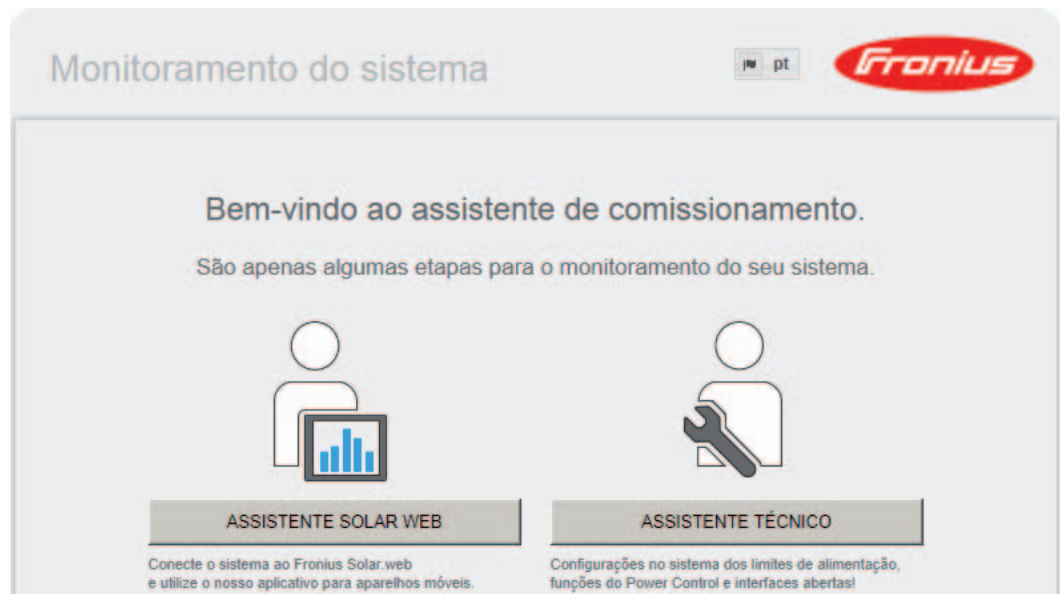 Monitoramento do sistema
pt
Fronius
Bem-vindo ao assistente de comissionamento.
São apenas algumas etapas para o monitoramento do seu sistema.
ASSISTENTE SOLAR WEB
Conecte o sistema ao Fronius Solar.web
e utilize o nosso aplicativo para aparelhos móveis.
ASSISTENTE TÉCNICO
Configurações no sistema dos limites de alimentação,
funções do Power Control e interfaces abertas!